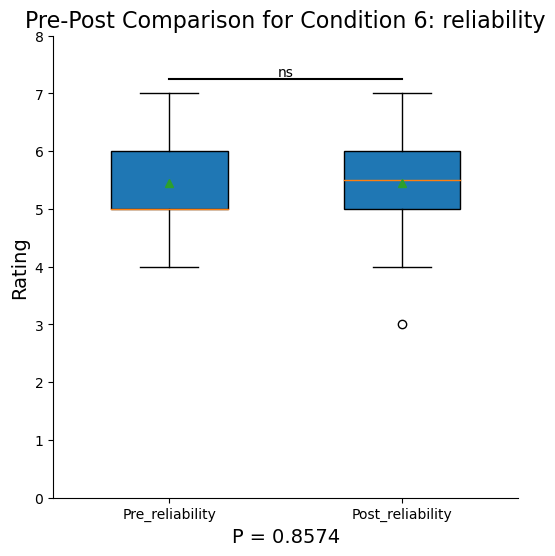 Pre-Post Comparison for Condition 6: reliability
8
ns
7
6
5
4
3
2
1
0
Rating
Pre_reliability Post_reliability
P = 0.8574